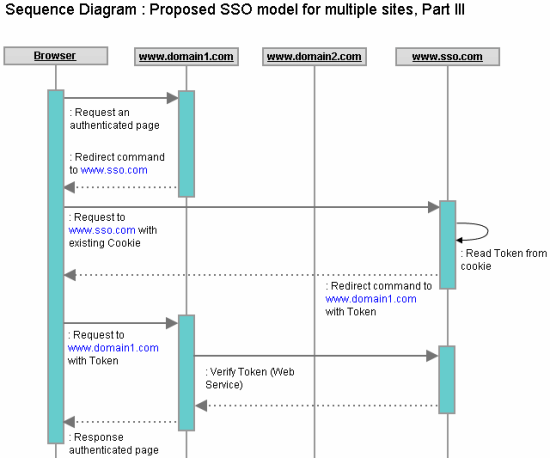 Sequence Diagram : Proposed SSO model for multiple sites, Part III
Browser
www.domain1.com
www.domain2.com
www.sso.com
: Request an
authenticated page
: Redirect command
to www.sso.com
: Request to
www.sso.com with
existing Cookie
: Read Token from
cookie
: Redirect command to
www.domain1.com
with Token
: Request to
www.domain1.com
with Token
: Verify Token (Web
Service)
: Response
authenticated page